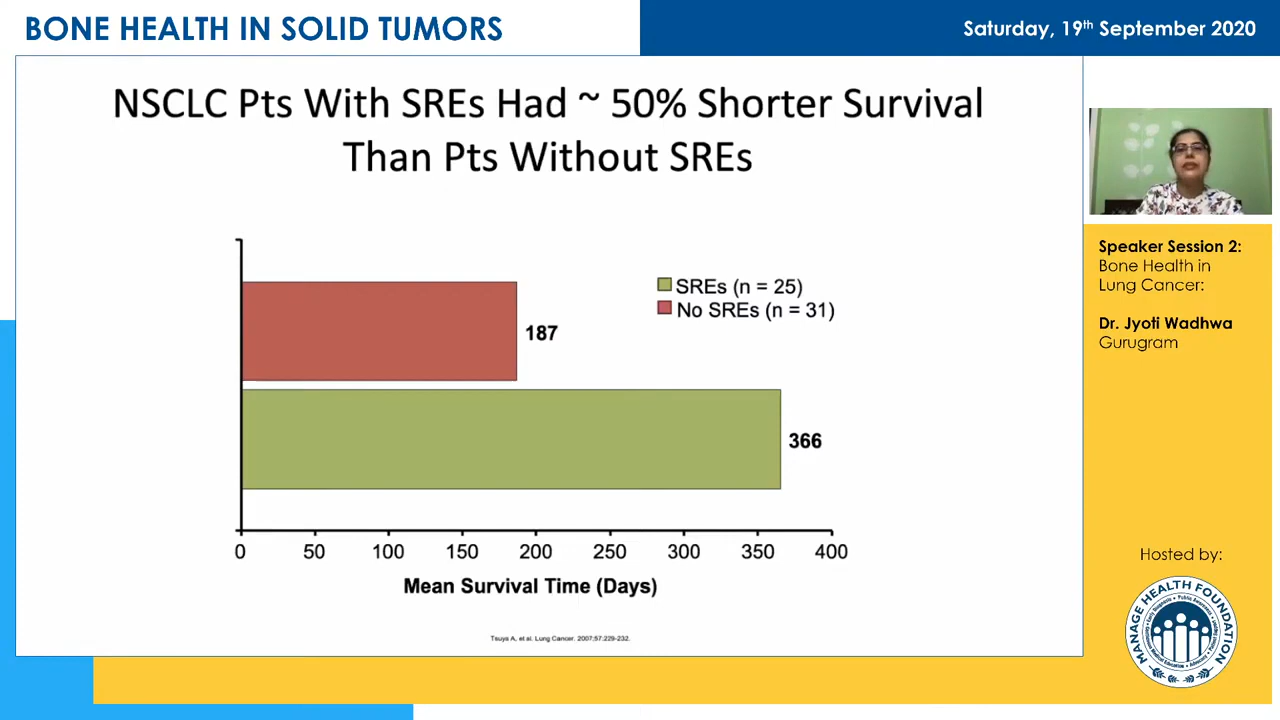 BONE HEALTH IN SOLID TUMORS
Saturday, 19th September 2020
NSCLC Pts With SREs Had ~ 50% Shorter Survival
Than Pts Without SREs
SREs (n = 25)
No SREs (n = 31)
187
366
0 50 100 150 200 250 300 350 400
Mean Survival Time (Days)
Tsuya A, et al. Lung Cancer. 2007;57:229-232.
Speaker Session 2:
Bone Health in
Lung Cancer:
Dr. Jyoti Wadhwa
Gurugram
Hosted by:
MANAGE HEALTH FOUNDATION